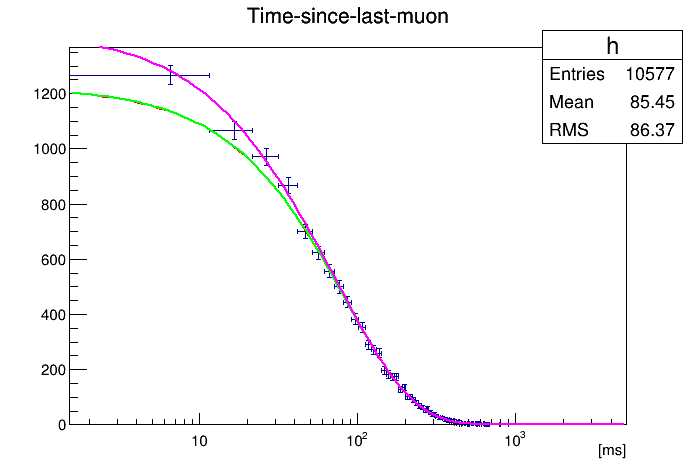 Time-since-last-muon
h
Entries 10577
Mean 85.45
RMS 86.37
1200
1000
800
600
400
200
0
10 10² 10³
[ms]